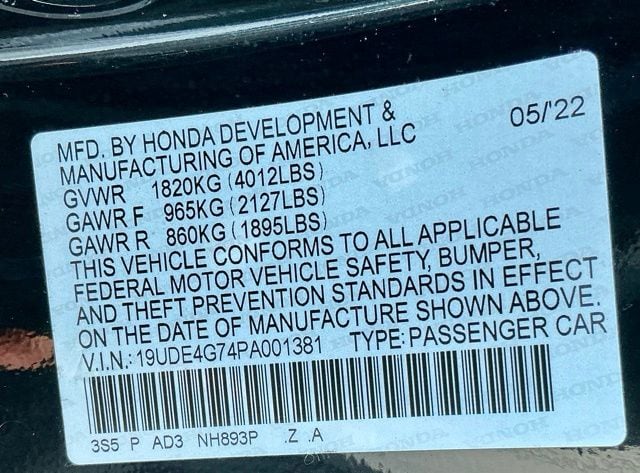 MFD. BY HONDA DEVELOPMENT & 05/'22
MANUFACTURING OF AMERICA, LLC
GVWR 1820KG (4012LBS)
GAWR F 965KG (2127LBS)
GAWR R 860KG (1895LBS)
THIS VEHICLE CONFORMS TO ALL APPLICABLE
FEDERAL MOTOR VEHICLE SAFETY, BUMPER,
AND THEFT PREVENTION STANDARDS IN EFFECT
ON THE DATE OF MANUFACTURE SHOWN ABOVE.
V.I.N.: 19UDE4G74PA001381 TYPE: PASSENGER CAR
3S5 P AD3 NH893P .Z .A